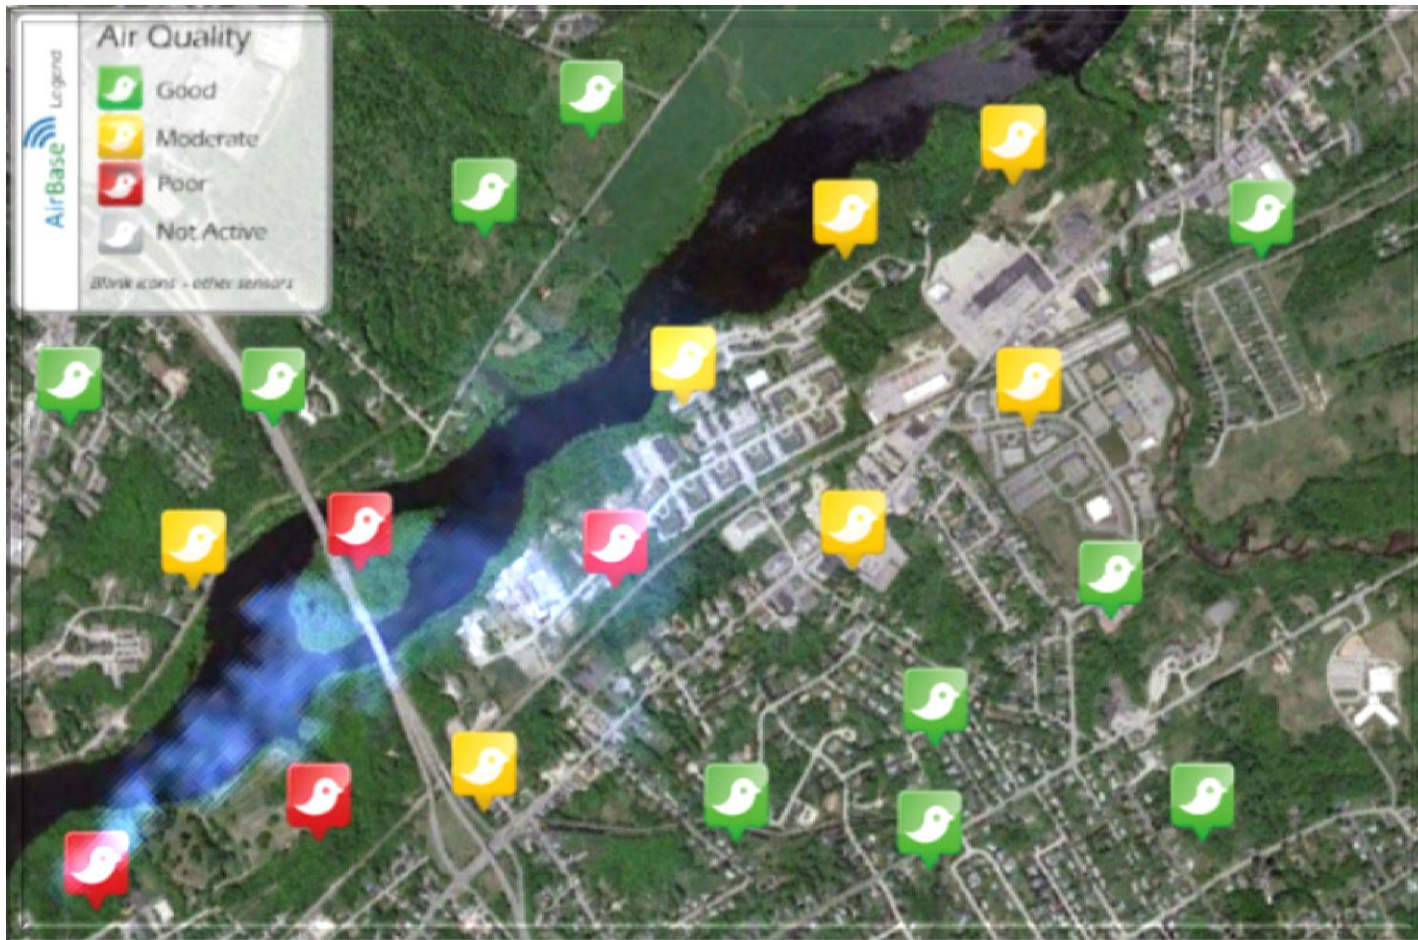 Air Quality
Good
Moderate
Poor
Not Active
Blank icons - other sensors
AirBase Legend